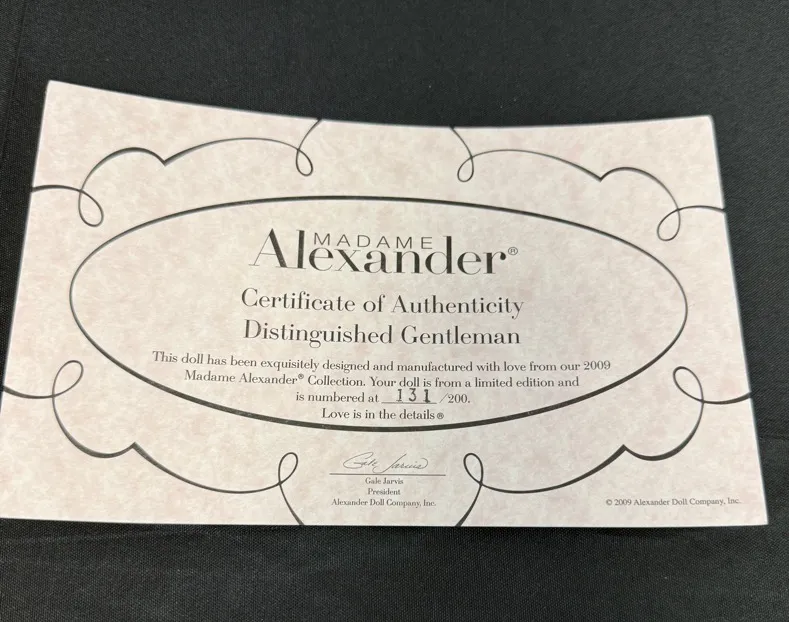 MADAME
Alexander®
Certificate of Authenticity
Distinguished Gentleman
This doll has been exquisitely designed and manufactured with love from our 2009
Madame Alexander® Collection. Your doll is from a limited edition and
is numbered at 131 /200.
Love is in the details®
Gale Jarvis
Gale Jarvis
President
Alexander Doll Company, Inc.
© 2009 Alexander Doll Company, Inc.